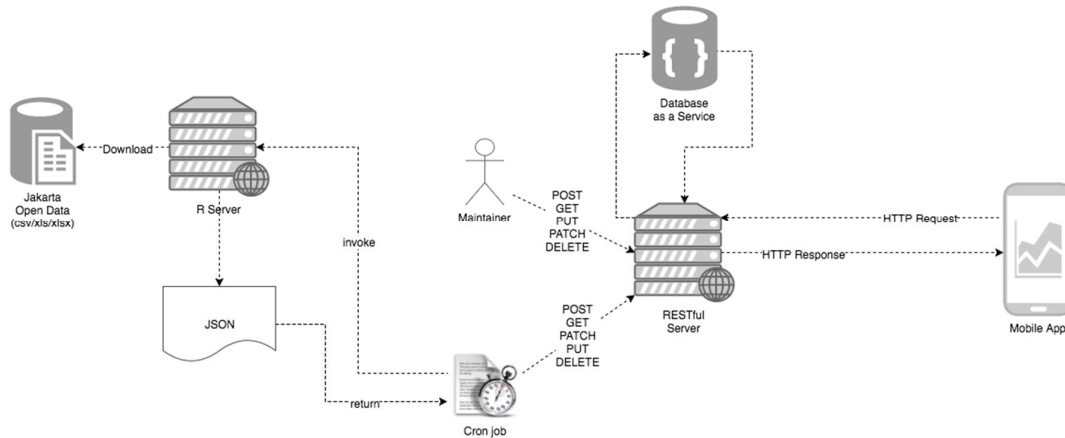 Database
as a Service
Download
Jakarta
Open Data
(csv/xls/xlsx)
R Server
invoke
JSON
return
Cron job
Maintainer
POST
GET
PUT
PATCH
DELETE
POST
GET
PATCH
PUT
DELETE
RESTful
Server
HTTP Request
HTTP Response
Mobile App